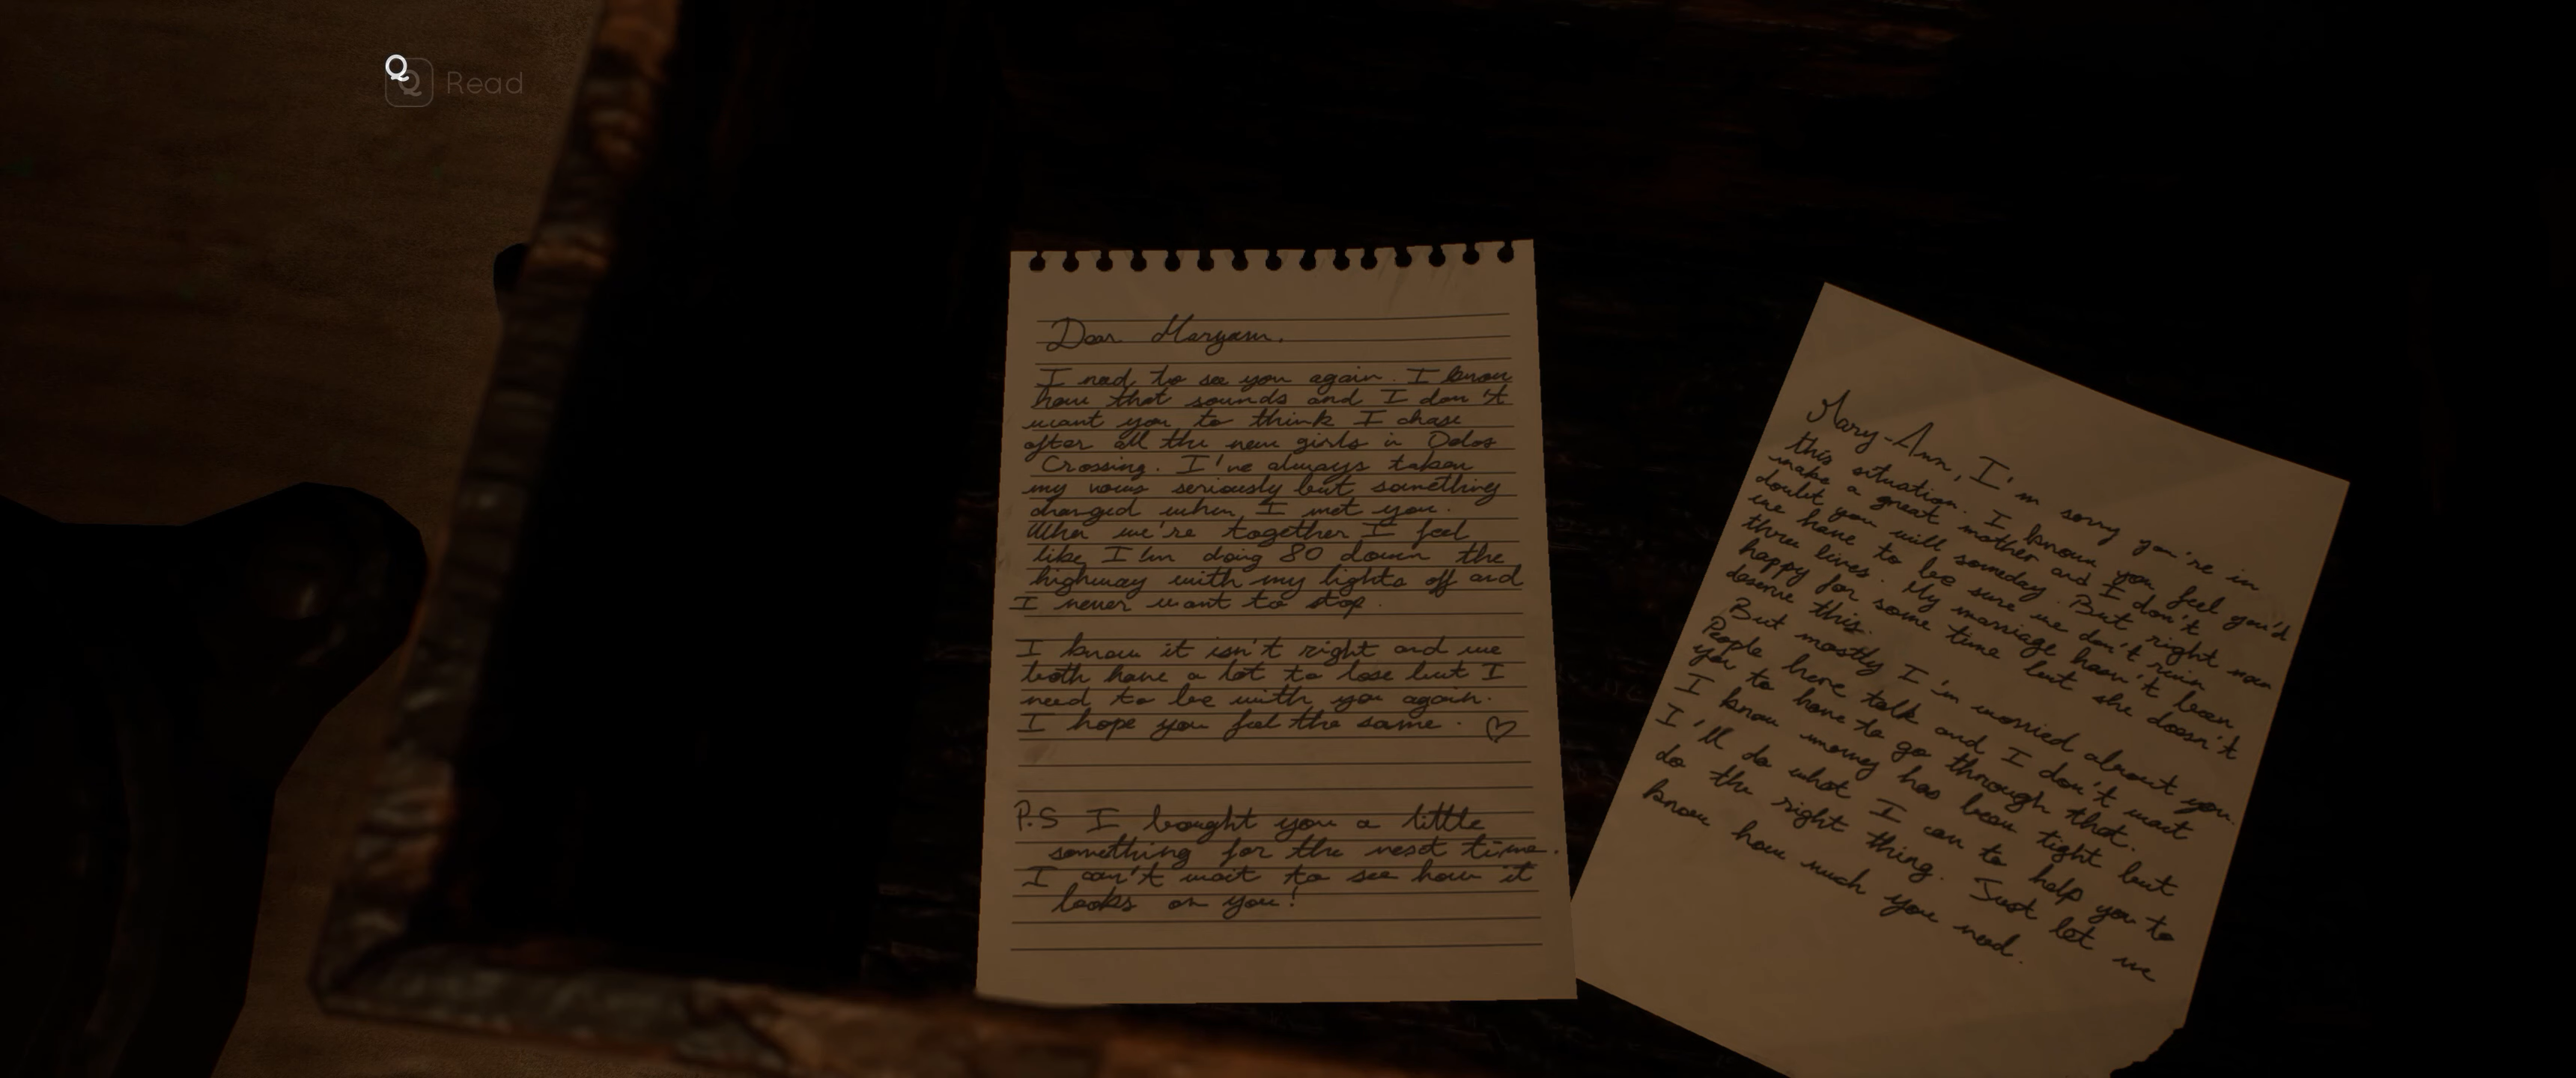 Q
Q Read
Dear Maryann.
I need to see you again. I know
how that sounds and I don't
want you to think I chase
after all the new girls in Delos
Crossing. I've always taken
my vows seriously but something
changed when I met you.
When we're together I feel
like I'm doing 80 down the
highway with my lights off and
I never want to stop.
I know it isn't right and we
both have a lot to lose but I
need to be with you again.
I hope you feel the same. ♡
P.S I bought you a little
something for the next time.
I can't wait to see how it
looks on you!
Mary-Ann, I'm sorry you're in
this situation. I know you feel you'd
make a great mother and I don't
doubt you will someday. But right now
we have to be sure we don't ruin
three lives. My marriage hasn't been
happy for some time but she doesn't
deserve this.
But mostly I'm worried about you.
People here talk and I don't want
you to have to go through that.
I know money has been tight but
I'll do what I can to help you to
do the right thing. Just let me
know how much you need.